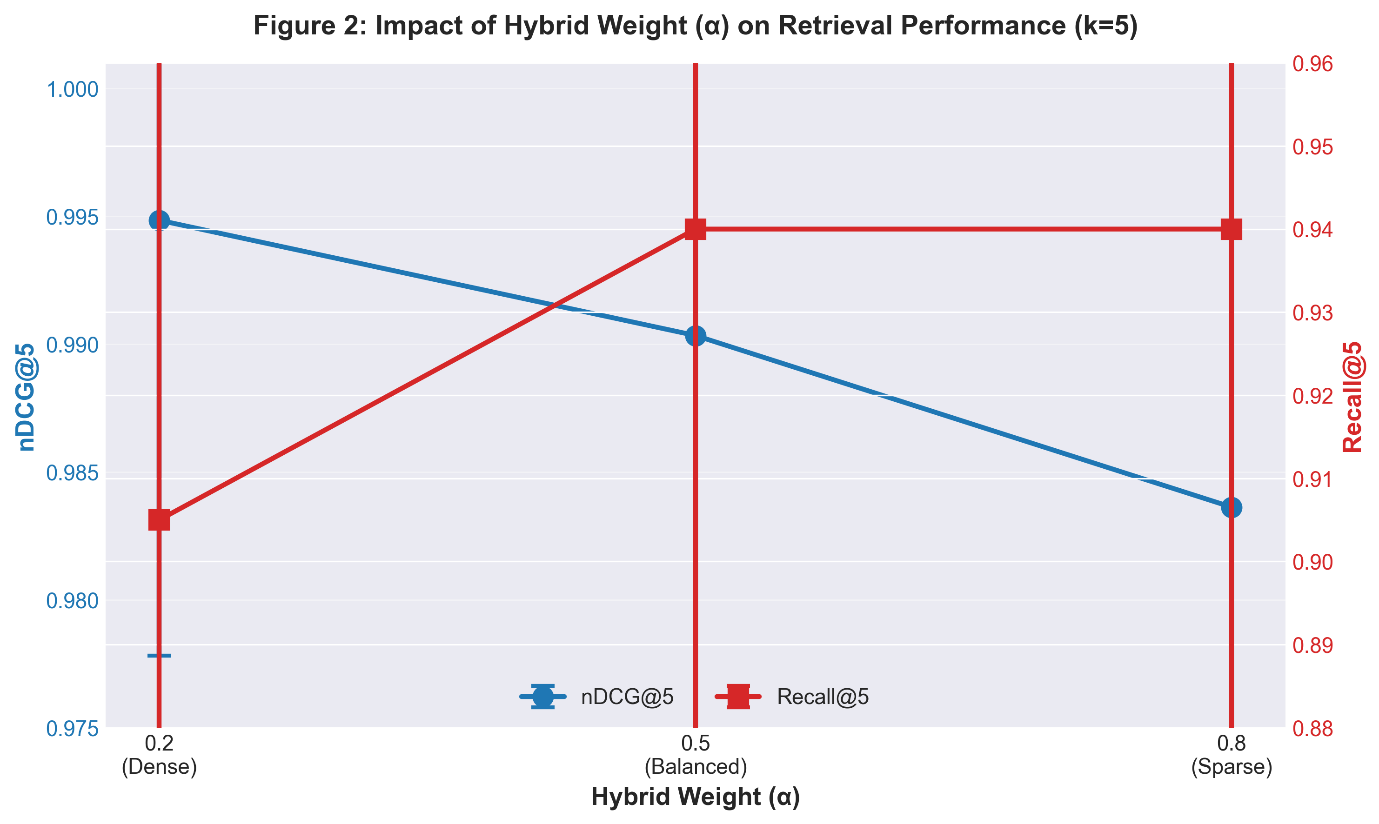 Figure 2: Impact of Hybrid Weight (α) on Retrieval Performance (k=5)
1.000
0.995
0.990
0.985
0.980
0.975
nDCG@5
0.96
0.95
0.94
0.93
0.92
0.91
0.90
0.89
0.88
Recall@5
nDCG@5
Recall@5
0.2
(Dense)
0.5
(Balanced)
0.8
(Sparse)
Hybrid Weight (α)